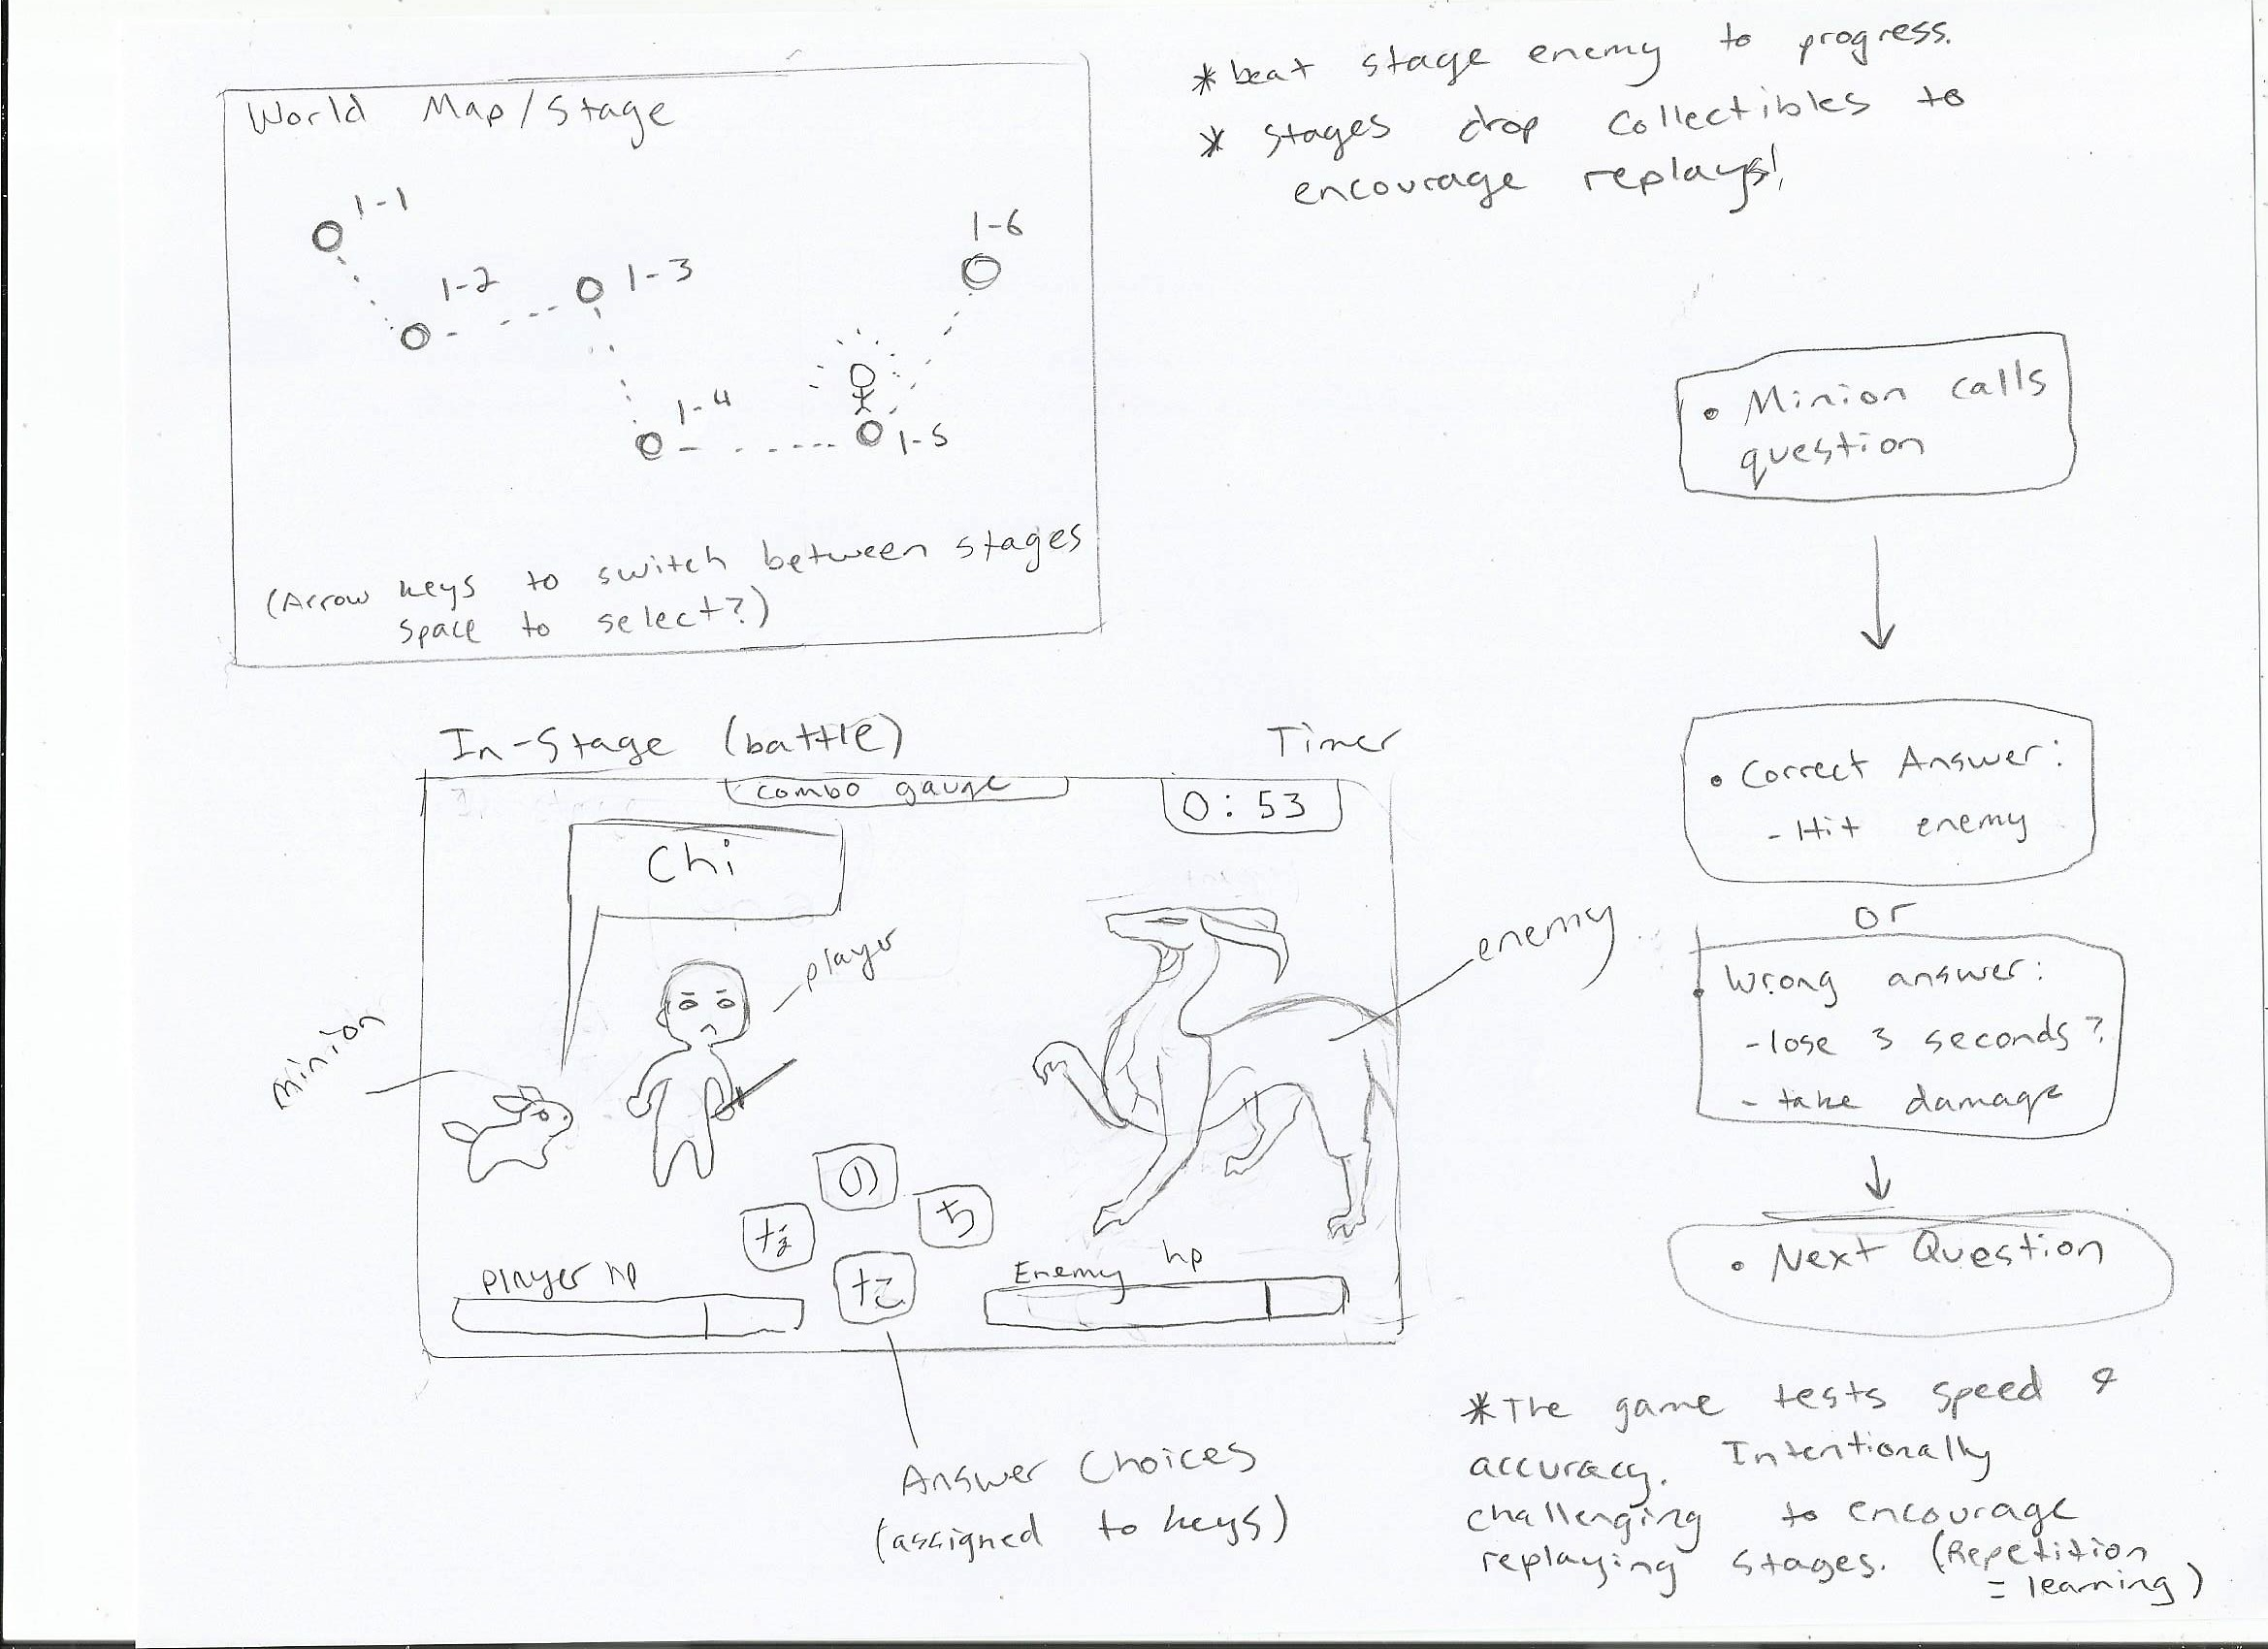 World Map/Stage
1-1
1-2
1-3
1-4
1-5
1-6
(Arrow keys to switch between stages
space to select?)
* beat stage enemy to progress.
* stages drop collectibles to
encourage replays!
• Minion calls
question
• Correct Answer:
- Hit enemy
or
• Wrong answer:
- lose 3 seconds?
- take damage
• Next Question
In-Stage (battle)
Timer
combo gauge
0:53
Chi
player
enemy
minion
の
ち
な
た
player hp
Enemy hp
Answer Choices
(assigned to keys)
*The game tests speed &
accuracy. Intentionally
challenging to encourage
replaying stages. (Repetition
= learning)